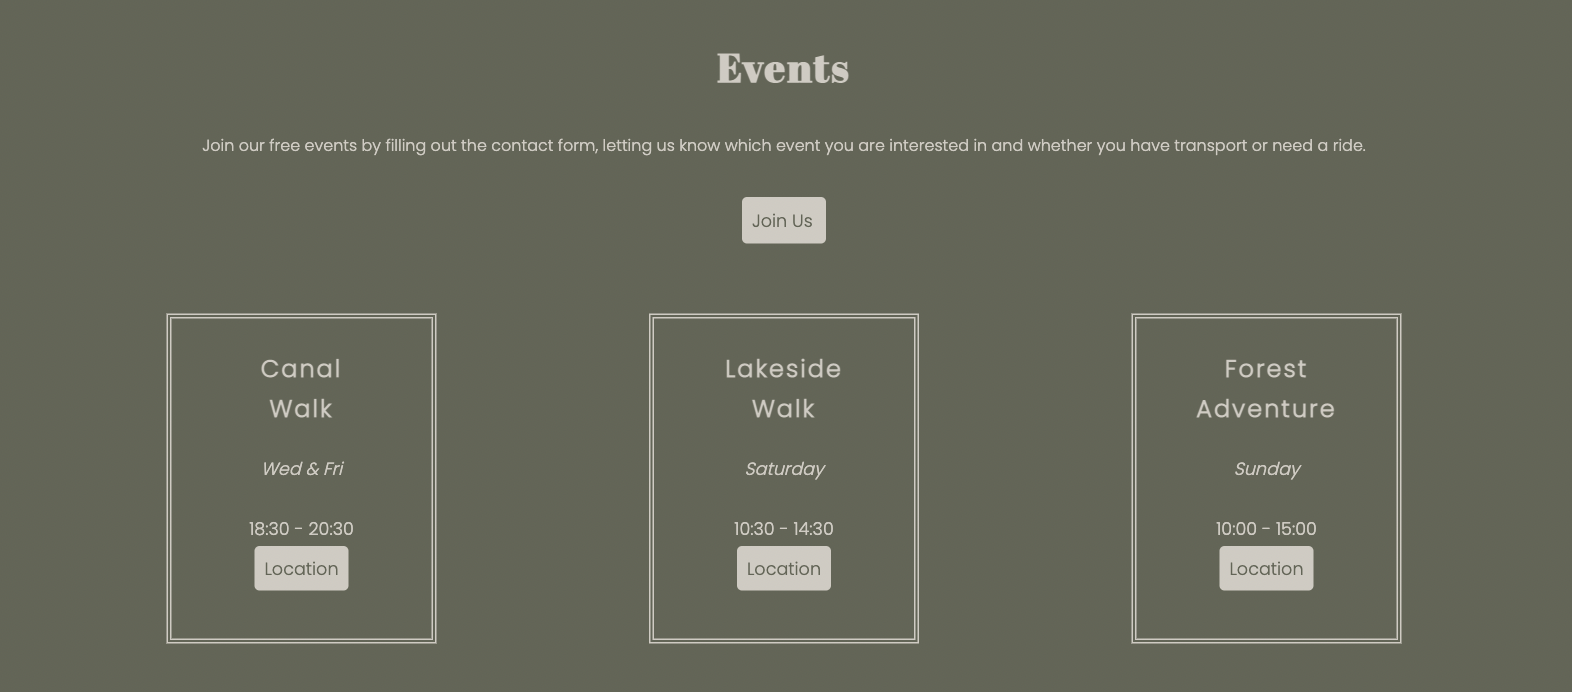 Events
Join our free events by filling out the contact form, letting us know which event you are interested in and whether you have transport or need a ride.
Join Us
Canal
Walk
Wed & Fri
18:30 - 20:30
Location
Lakeside
Walk
Saturday
10:30 - 14:30
Location
Forest
Adventure
Sunday
10:00 - 15:00
Location